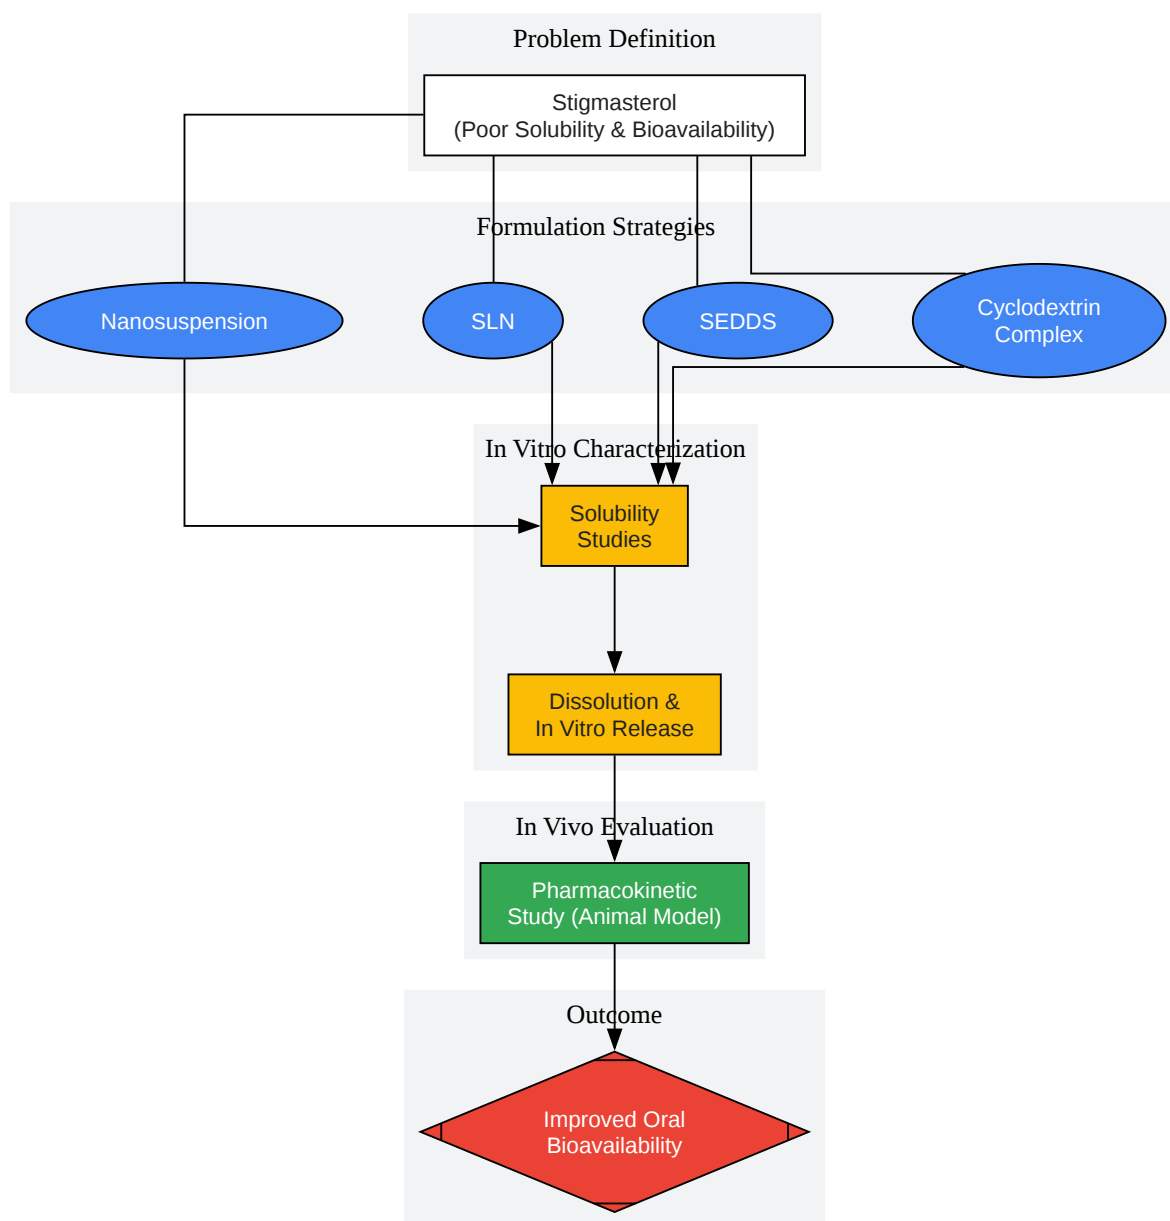 Problem Definition
Stigmasterol
(Poor Solubility & Bioavailability)
Formulation Strategies
Nanosuspension
SLN
SEDDS
Cyclodextrin
Complex
In Vitro Characterization
Solubility
Studies
Dissolution &
In Vitro Release
In Vivo Evaluation
Pharmacokinetic
Study (Animal Model)
Outcome
Improved Oral
Bioavailability